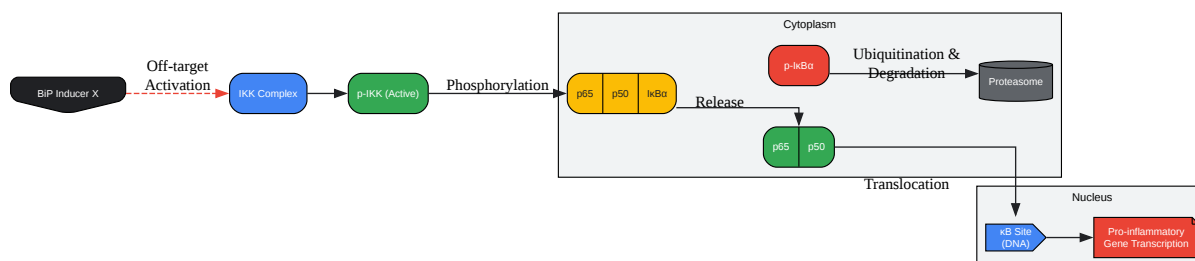 Cytoplasm
Off-target
Activation
BiP Inducer X
IKK Complex
p-IKK (Active)
Phosphorylation
p65
p50
IκBα
Release
p-IκBα
Ubiquitination &
Degradation
Proteasome
p65
p50
Translocation
Nucleus
κB Site
(DNA)
Pro-inflammatory
Gene Transcription